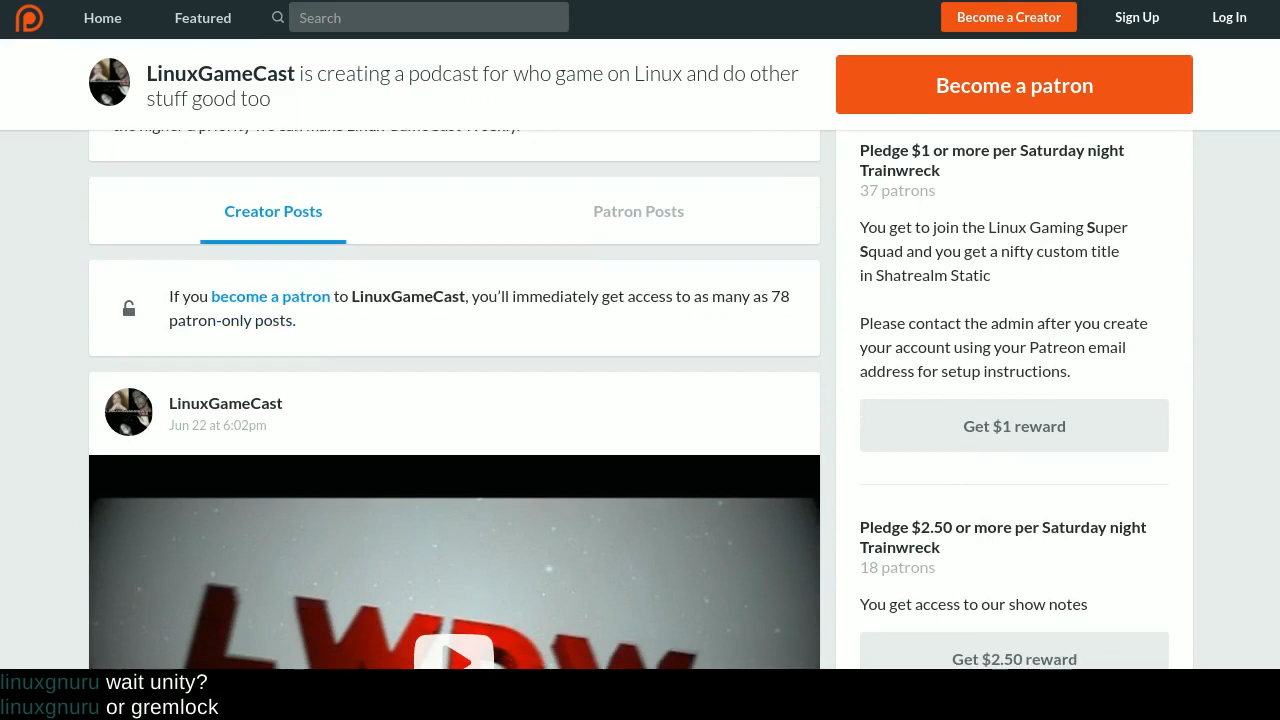 Home Featured Search Become a Creator Sign Up Log In
LinuxGameCast is creating a podcast for who game on Linux and do other
stuff good too
Become a patron
Creator Posts Patron Posts
If you become a patron to LinuxGameCast, you’ll immediately get access to as many as 78
patron-only posts.
LinuxGameCast
Jun 22 at 6:02pm
LWDW
Pledge $1 or more per Saturday night
Trainwreck
37 patrons
You get to join the Linux Gaming Super
Squad and you get a nifty custom title
in Shatrealm Static
Please contact the admin after you create
your account using your Patreon email
address for setup instructions.
Get $1 reward
Pledge $2.50 or more per Saturday night
Trainwreck
18 patrons
You get access to our show notes
Get $2.50 reward
linuxgnuru wait unity?
linuxgnuru or gremlock